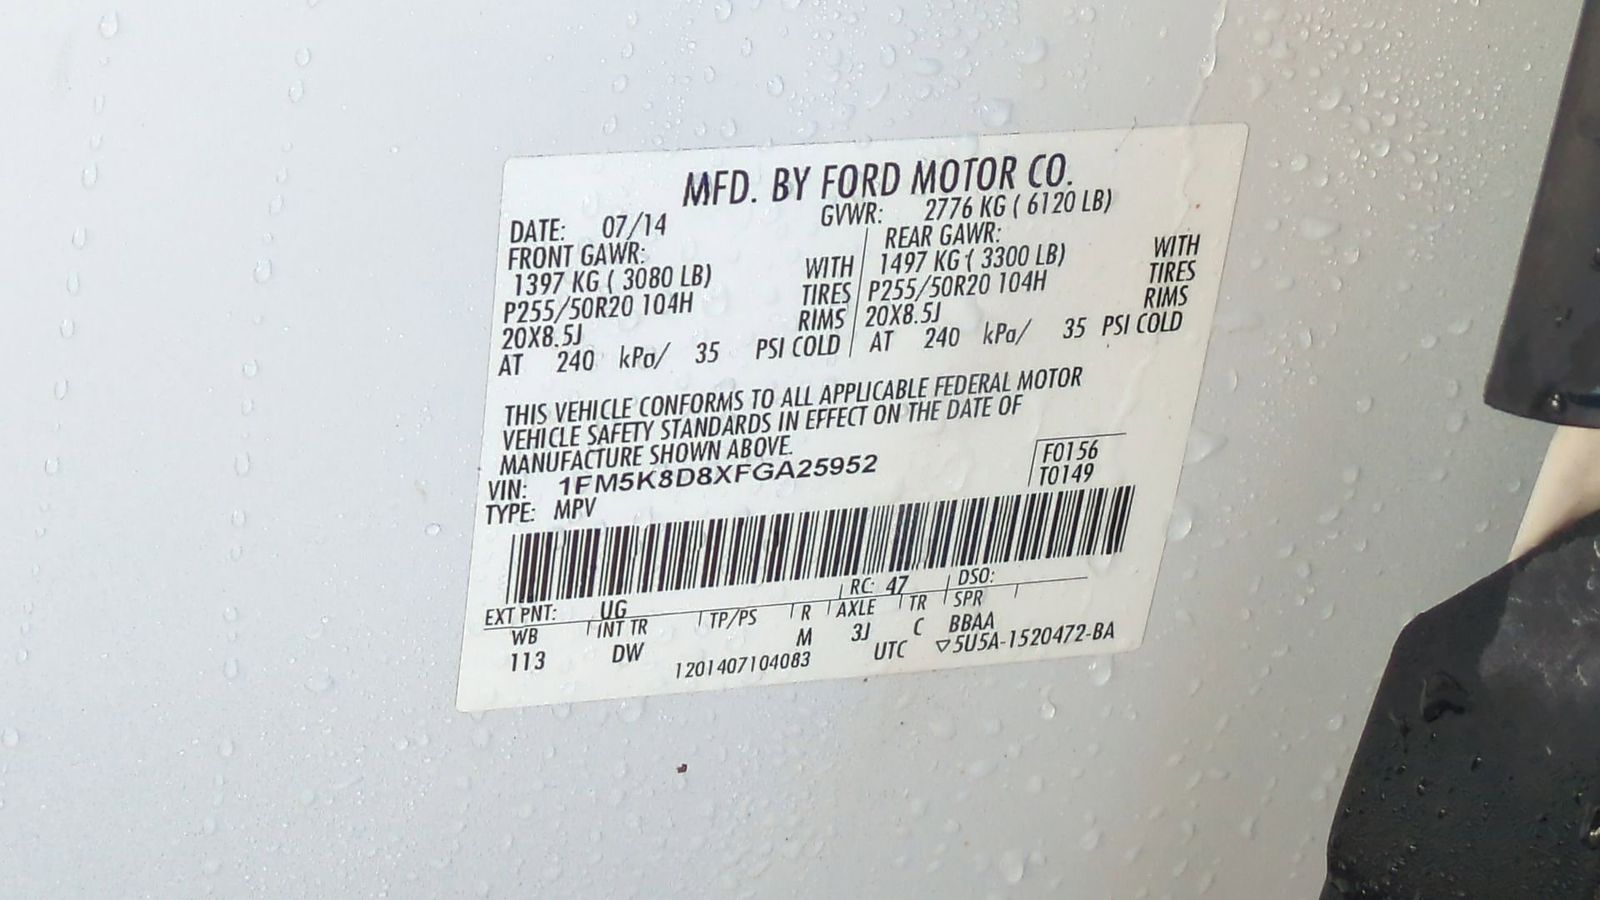 MFD. BY FORD MOTOR CO.
DATE: 07/14 GVWR: 2776 KG ( 6120 LB)
FRONT GAWR: REAR GAWR:
1397 KG ( 3080 LB) WITH 1497 KG ( 3300 LB) WITH
P255/50R20 104H TIRES P255/50R20 104H TIRES
20X8.5J RIMS 20X8.5J RIMS
AT 240 kPa/ 35 PSI COLD AT 240 kPa/ 35 PSI COLD
THIS VEHICLE CONFORMS TO ALL APPLICABLE FEDERAL MOTOR
VEHICLE SAFETY STANDARDS IN EFFECT ON THE DATE OF
MANUFACTURE SHOWN ABOVE.
VIN: 1FM5K8D8XFGA25952 F0156
TYPE: MPV T0149
EXT PNT: UG RC: 47 DSO:
WB INT TR TP/PS R AXLE TR SPR
113 DW M 3J C BBAA
1201407104083 UTC ▽5U5A-1520472-BA